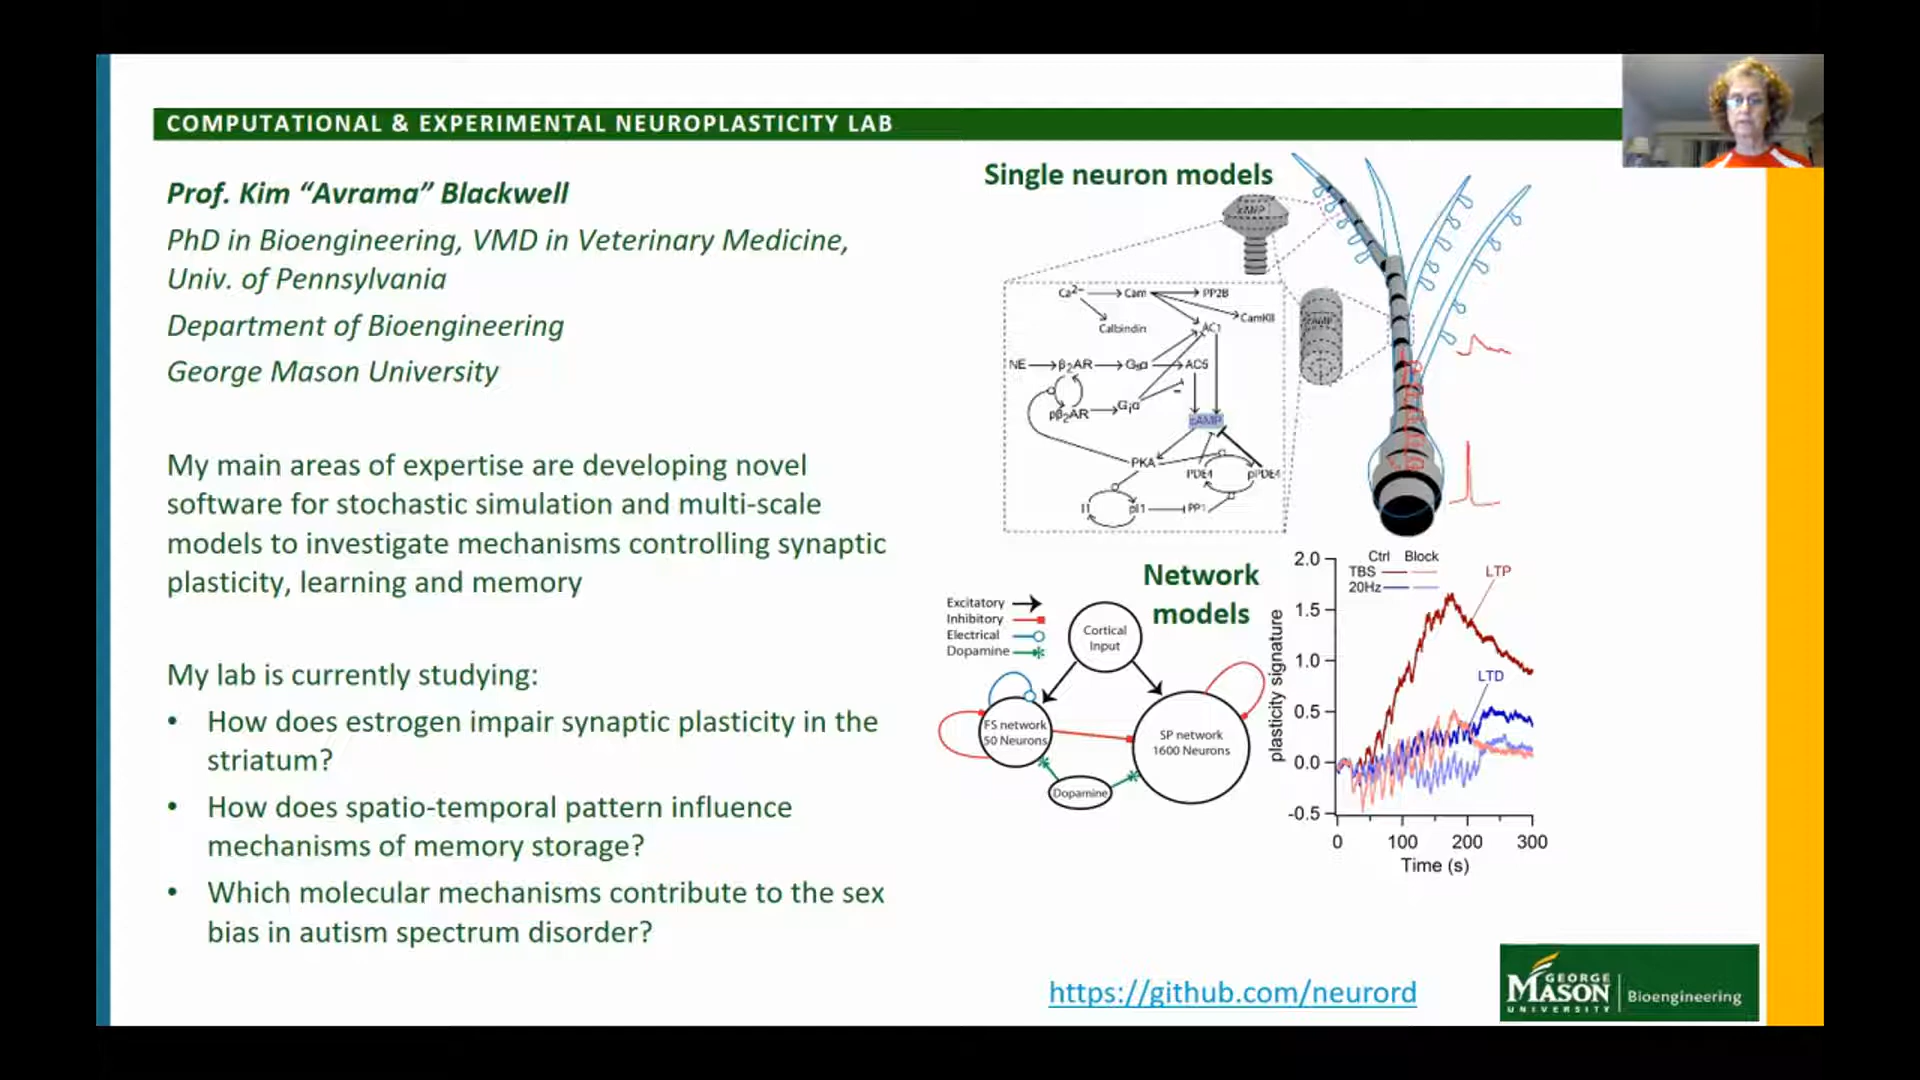 COMPUTATIONAL & EXPERIMENTAL NEUROPLASTICITY LAB
Prof. Kim “Avrama” Blackwell
PhD in Bioengineering, VMD in Veterinary Medicine,
Univ. of Pennsylvania
Department of Bioengineering
George Mason University
My main areas of expertise are developing novel
software for stochastic simulation and multi-scale
models to investigate mechanisms controlling synaptic
plasticity, learning and memory
My lab is currently studying:
• How does estrogen impair synaptic plasticity in the
striatum?
• How does spatio-temporal pattern influence
mechanisms of memory storage?
• Which molecular mechanisms contribute to the sex
bias in autism spectrum disorder?
Single neuron models
cAMP
cAMP
Ca2+ Cam PP2B
CamKII
Calbindin AC1
NE β2AR Gsα AC5
pβ2AR Giα
cAMP
PKA PDE4 pPDE4
I1 pI1 PP1
Network
models
Excitatory
Inhibitory
Electrical
Dopamine
Cortical
Input
FS network
50 Neurons
SP network
1600 Neurons
Dopamine
Ctrl Block
TBS
20Hz
LTP
LTD
plasticity signature
2.0
1.5
1.0
0.5
0.0
-0.5
0 100 200 300
Time (s)
https://github.com/neurord
GEORGE
MASON
UNIVERSITY
Bioengineering